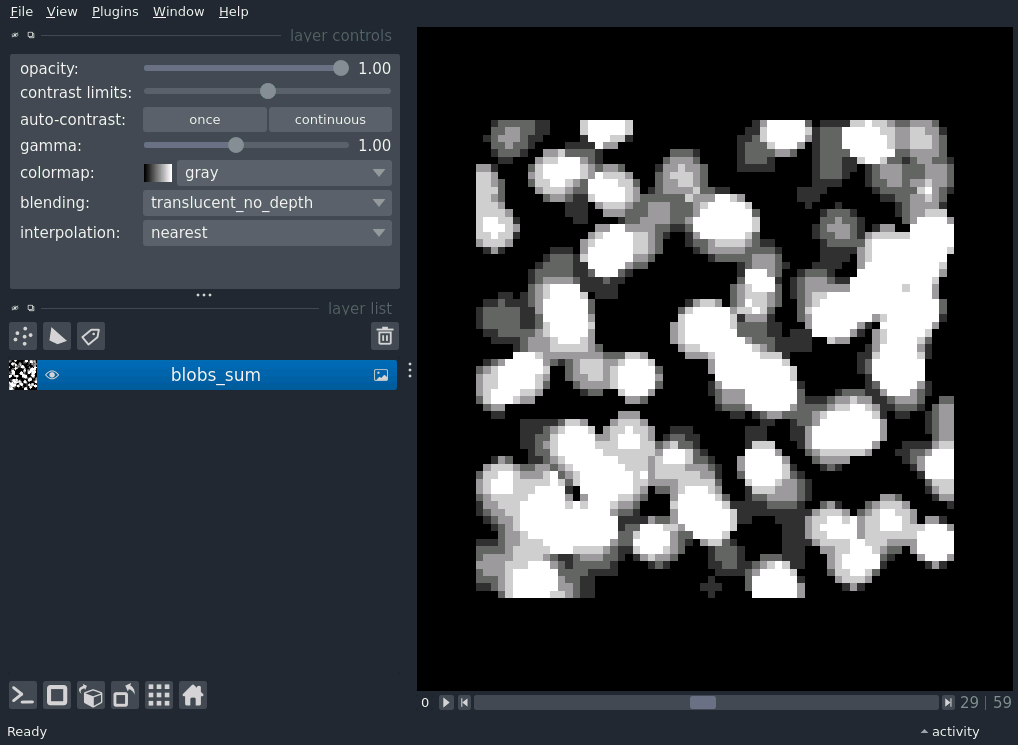 File View Plugins Window Help
layer controls
opacity: 1.00
contrast limits:
auto-contrast: once continuous
gamma: 1.00
colormap: gray
blending: translucent_no_depth
interpolation: nearest
layer list
blobs_sum
0 29 | 59
Ready activity